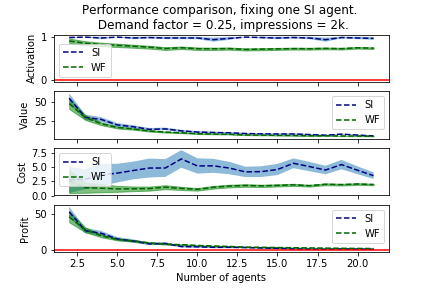 Performance comparison, fixing one SI agent.
Demand factor = 0.25, impressions = 2k.
Activation
1
0
SI
WF
Value
50
25
SI
WF
Cost
7.5
5.0
2.5
0.0
SI
WF
Profit
50
0
SI
WF
2.5 5.0 7.5 10.0 12.5 15.0 17.5 20.0
Number of agents